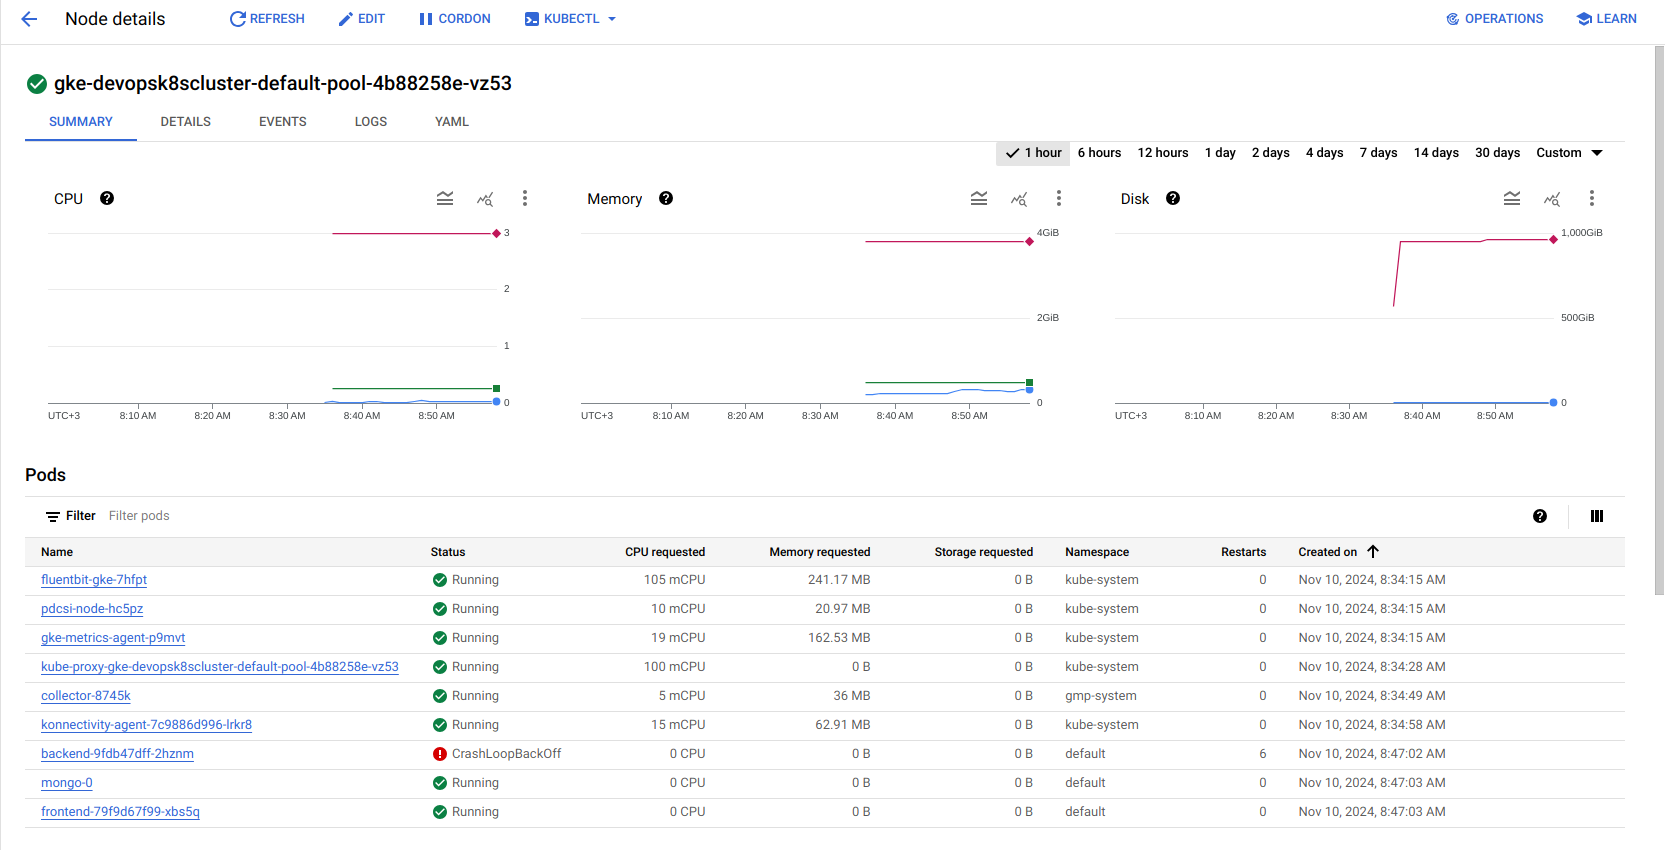 Node details REFRESH EDIT CORDON KUBECTL OPERATIONS LEARN
gke-devopsk8scluster-default-pool-4b88258e-vz53
SUMMARY DETAILS EVENTS LOGS YAML
1 hour 6 hours 12 hours 1 day 2 days 4 days 7 days 14 days 30 days Custom
CPU
3
2
1
0
UTC+3 8:10 AM 8:20 AM 8:30 AM 8:40 AM 8:50 AM
Memory
4GiB
2GiB
0
UTC+3 8:10 AM 8:20 AM 8:30 AM 8:40 AM 8:50 AM
Disk
1,000GiB
500GiB
0
UTC+3 8:10 AM 8:20 AM 8:30 AM 8:40 AM 8:50 AM
Pods
Filter Filter pods
Name Status CPU requested Memory requested Storage requested Namespace Restarts Created on
fluentbit-gke-7hfpt Running 105 mCPU 241.17 MB 0 B kube-system 0 Nov 10, 2024, 8:34:15 AM
pdcsi-node-hc5pz Running 10 mCPU 20.97 MB 0 B kube-system 0 Nov 10, 2024, 8:34:15 AM
gke-metrics-agent-p9mvt Running 19 mCPU 162.53 MB 0 B kube-system 0 Nov 10, 2024, 8:34:15 AM
kube-proxy-gke-devopsk8scluster-default-pool-4b88258e-vz53 Running 100 mCPU 0 B 0 B kube-system 0 Nov 10, 2024, 8:34:28 AM
collector-8745k Running 5 mCPU 36 MB 0 B gmp-system 0 Nov 10, 2024, 8:34:49 AM
konnectivity-agent-7c9886d996-lrkr8 Running 15 mCPU 62.91 MB 0 B kube-system 0 Nov 10, 2024, 8:34:58 AM
backend-9fdb47dff-2hznm CrashLoopBackOff 0 CPU 0 B 0 B default 6 Nov 10, 2024, 8:47:02 AM
mongo-0 Running 0 CPU 0 B 0 B default 0 Nov 10, 2024, 8:47:03 AM
frontend-79f9d67f99-xbs5q Running 0 CPU 0 B 0 B default 0 Nov 10, 2024, 8:47:03 AM